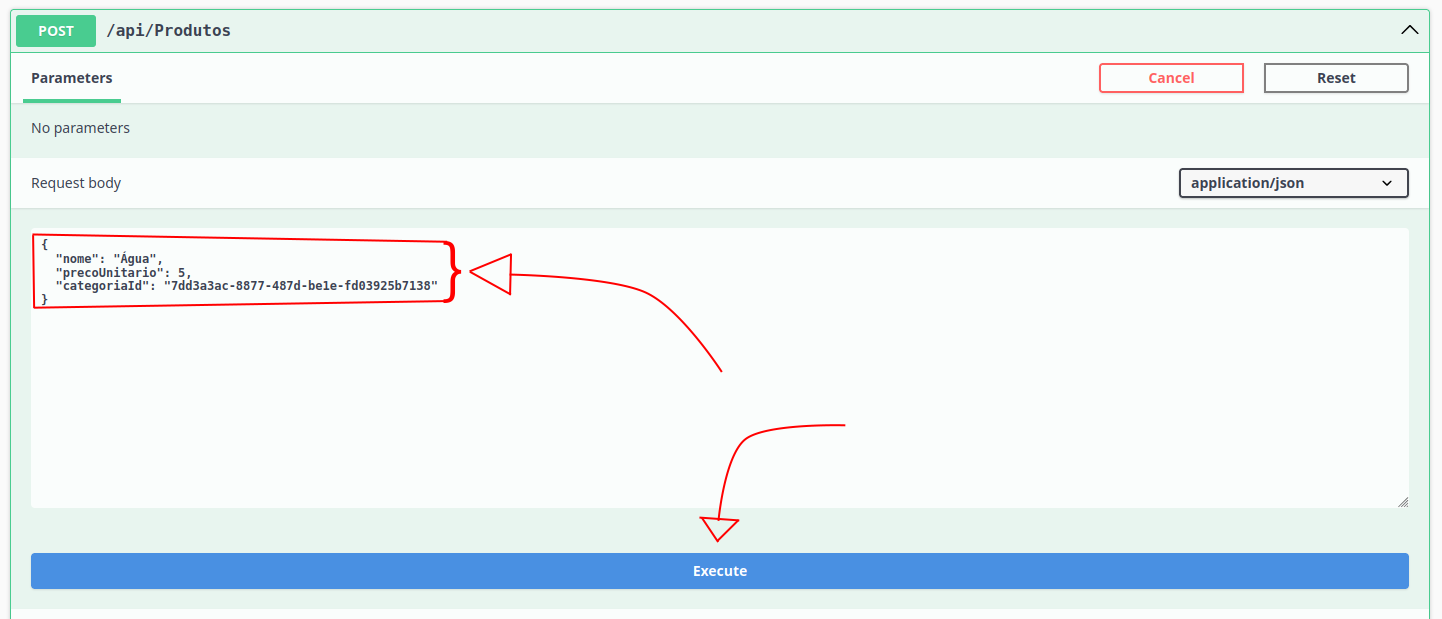 POST /api/Produtos
Parameters
Cancel
Reset
No parameters
Request body
application/json
{
"nome": "Água",
"precoUnitario": 5,
"categoriaId": "7dd3a3ac-8877-487d-be1e-fd03925b7138"
}
Execute